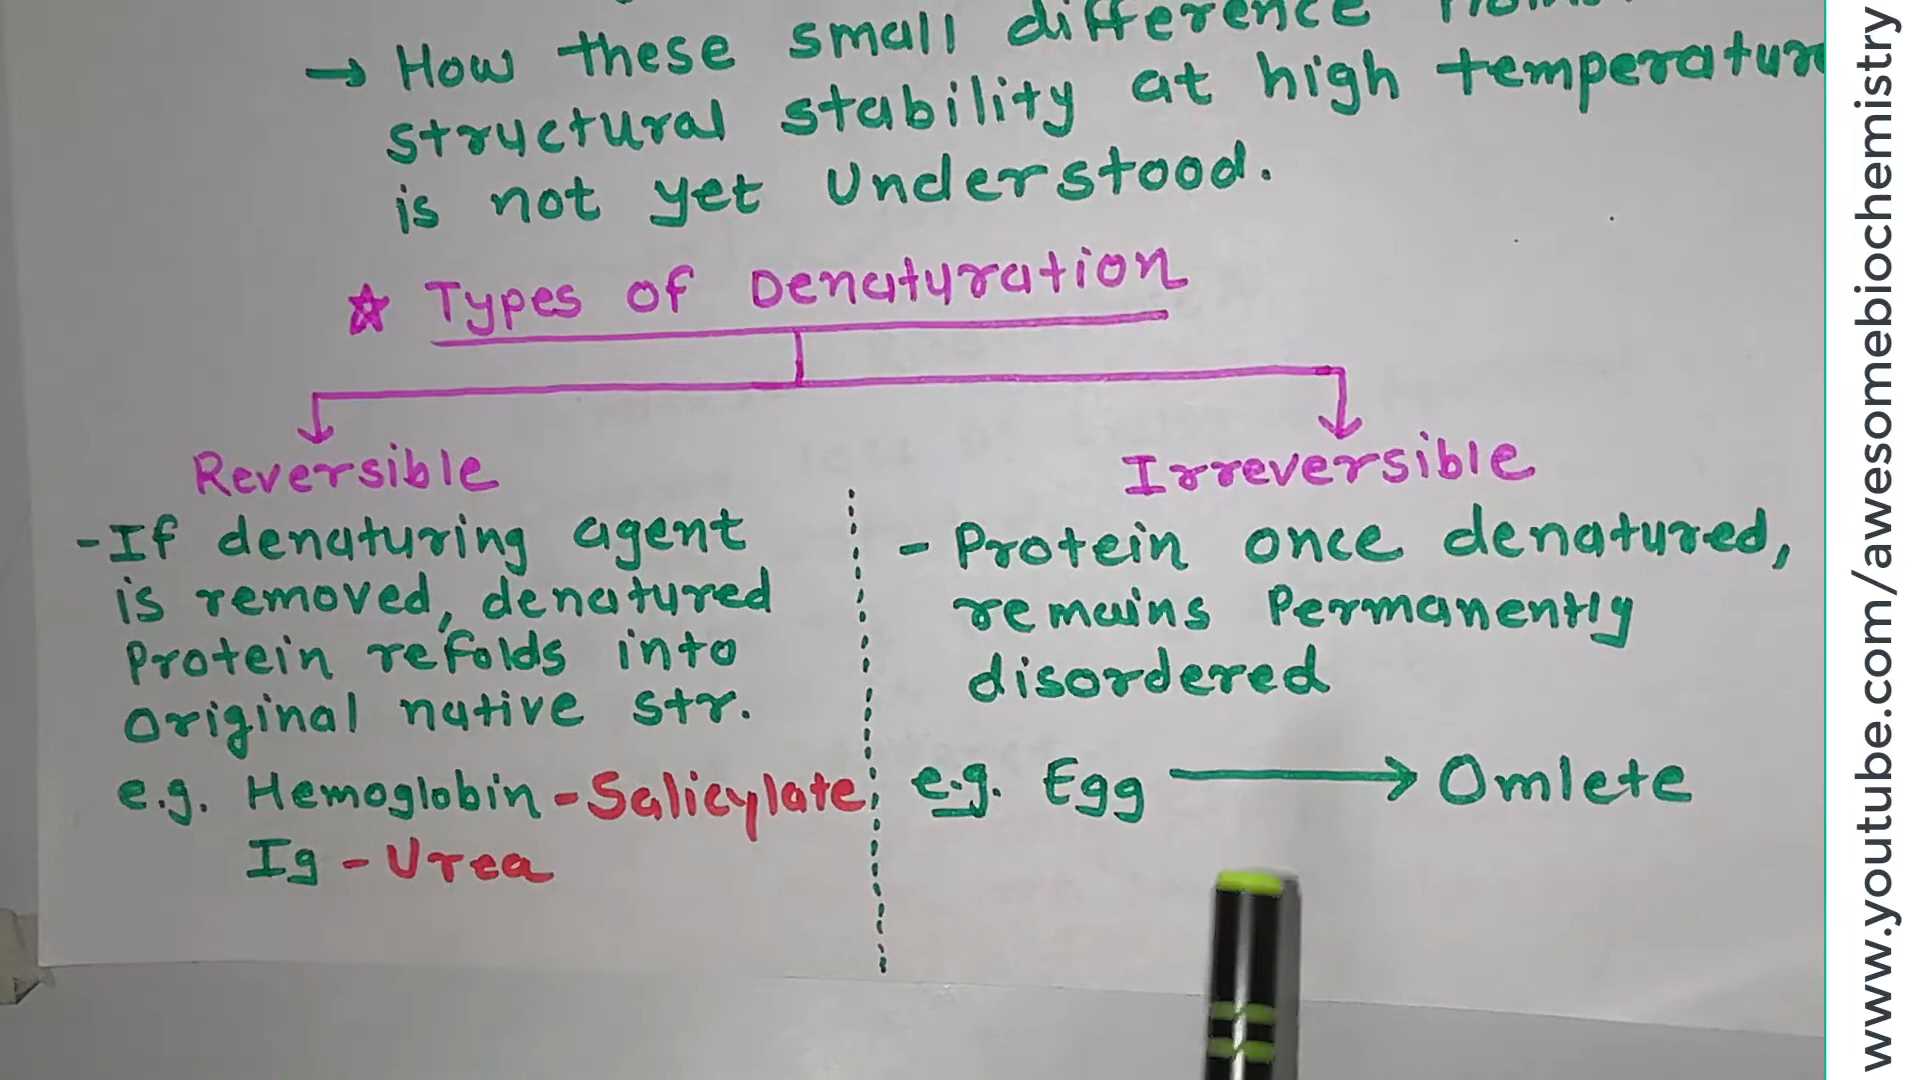 → How these small difference
structural stability at high temperature
is not yet Understood.
☆ Types of Denaturation
Reversible
- If denaturing agent
is removed, denatured
Protein refolds into
Original native str.
e.g. Hemoglobin - Salicylate
Ig - Urea
Irreversible
- Protein once denatured,
remains Permanently
disordered
e.g. Egg → Omlete
www.youtube.com/awesomebiochemistry